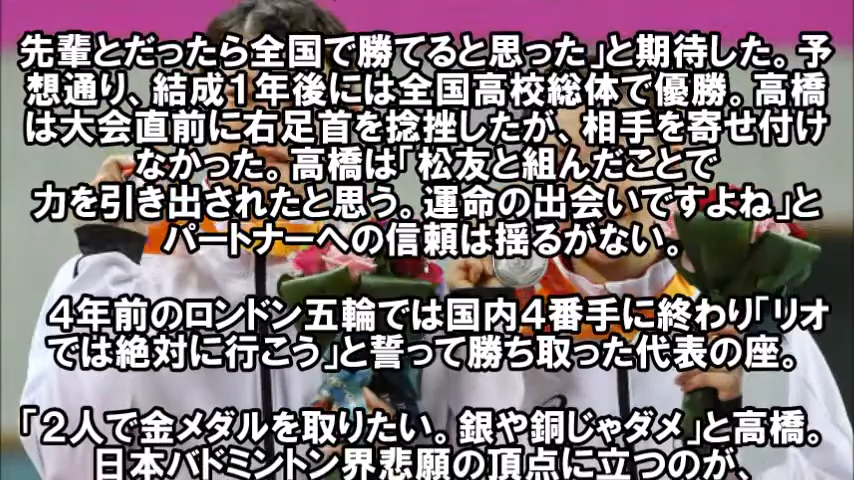 先輩とだったら全国で勝てると思った」と期待した。予
想通り、結成１年後には全国高校総体で優勝。高橋
は大会直前に右足首を捻挫したが、相手を寄せ付け
なかった。高橋は「松友と組んだことで
力を引き出されたと思う。運命の出会いですよね」と
パートナーへの信頼は揺るがない。
４年前のロンドン五輪では国内４番手に終わり「リオ
では絶対に行こう」と誓って勝ち取った代表の座。
「２人で金メダルを取りたい。銀や銅じゃダメ」と高橋。
日本バドミントン界悲願の頂点に立つのが、